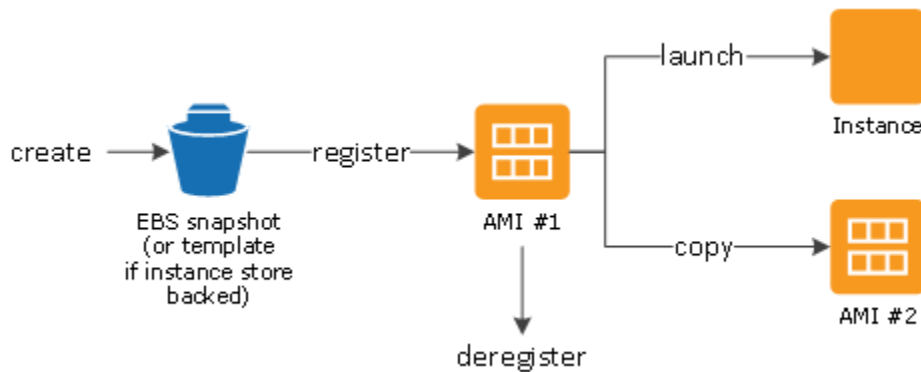 launch
Instance
create
register
EBS snapshot
(or template
if instance store
backed)
AMI #1
copy
AMI #2
deregister